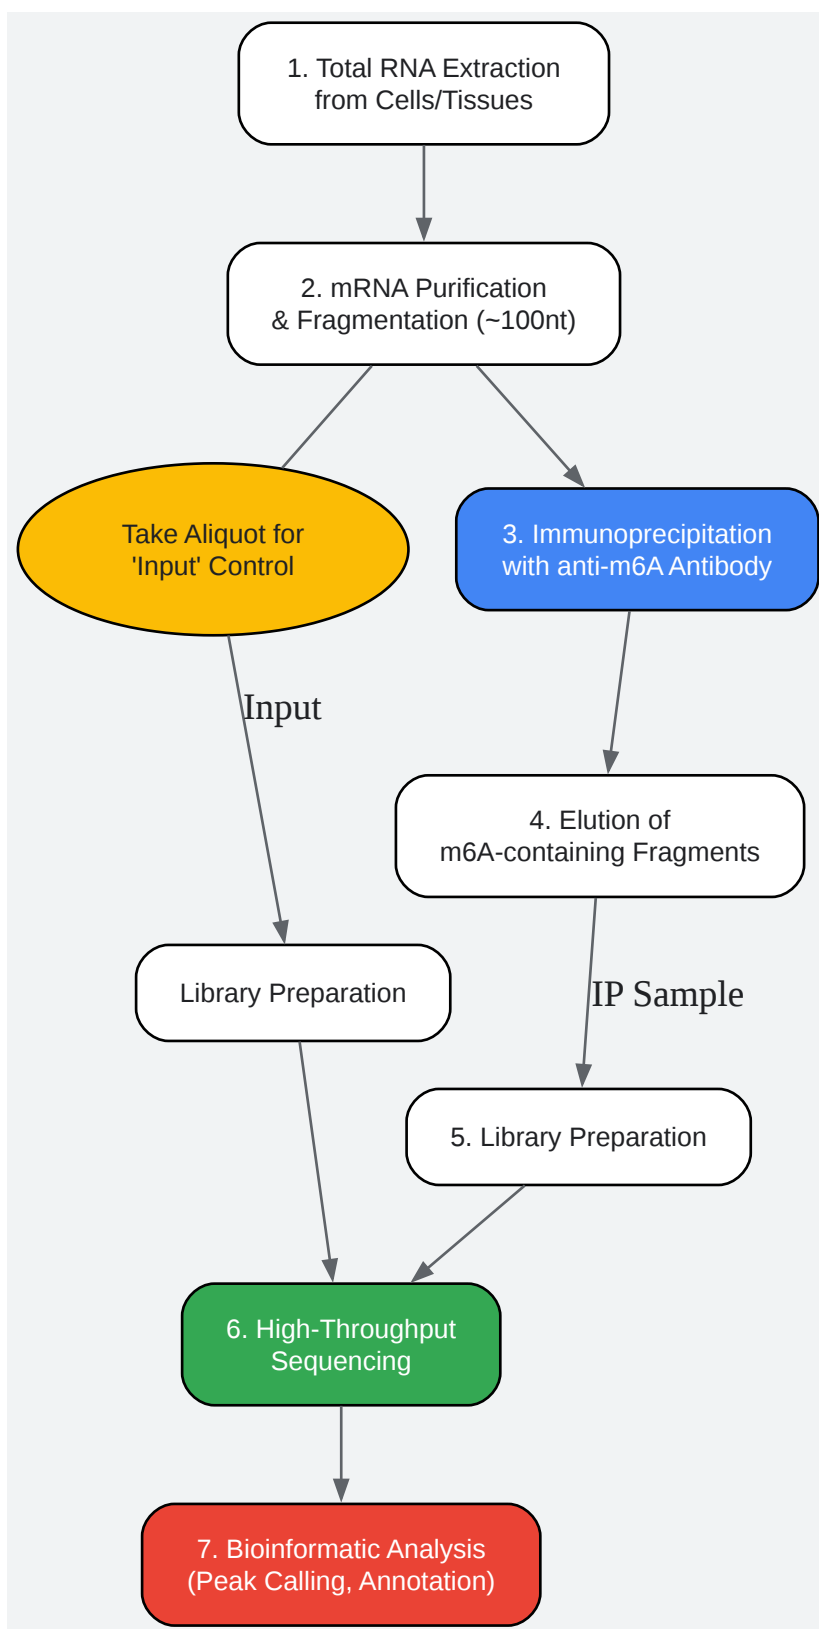 1. Total RNA Extraction
from Cells/Tissues
2. mRNA Purification
& Fragmentation (~100nt)
Take Aliquot for
'Input' Control
3. Immunoprecipitation
with anti-m6A Antibody
Input
4. Elution of
m6A-containing Fragments
Library Preparation
IP Sample
5. Library Preparation
6. High-Throughput
Sequencing
7. Bioinformatic Analysis
(Peak Calling, Annotation)